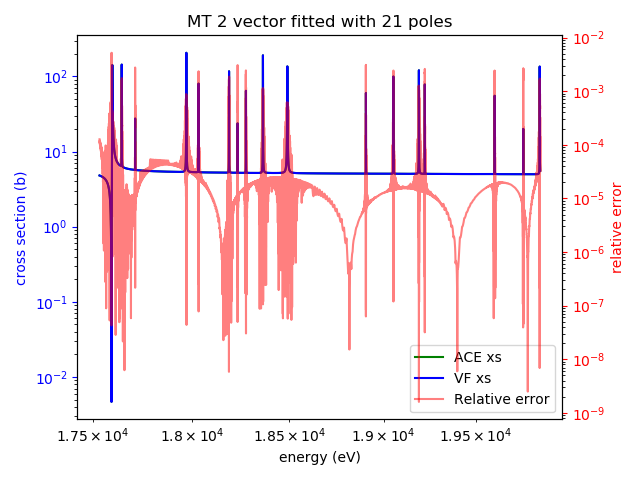 MT 2 vector fitted with 21 poles
10²
10¹
10⁰
10⁻¹
10⁻²
cross section (b)
10⁻²
10⁻³
10⁻⁴
10⁻⁵
10⁻⁶
10⁻⁷
10⁻⁸
10⁻⁹
relative error
ACE xs
VF xs
Relative error
1.75×10⁴ 1.8×10⁴ 1.85×10⁴ 1.9×10⁴ 1.95×10⁴
energy (eV)